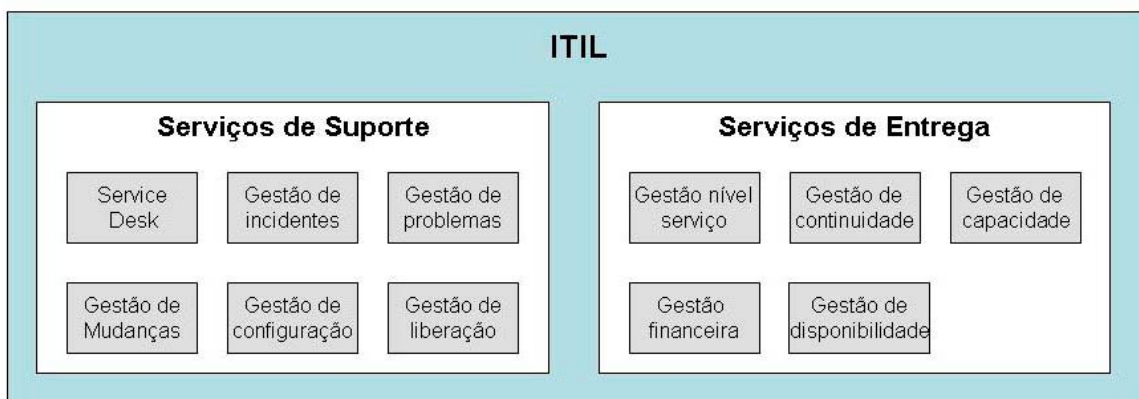 ITIL
Serviços de Suporte
Service
Desk
Gestão de
incidentes
Gestão de
problemas
Gestão de
Mudanças
Gestão de
configuração
Gestão de
liberação
Serviços de Entrega
Gestão nível
serviço
Gestão de
continuidade
Gestão de
capacidade
Gestão
financeira
Gestão de
disponibilidade